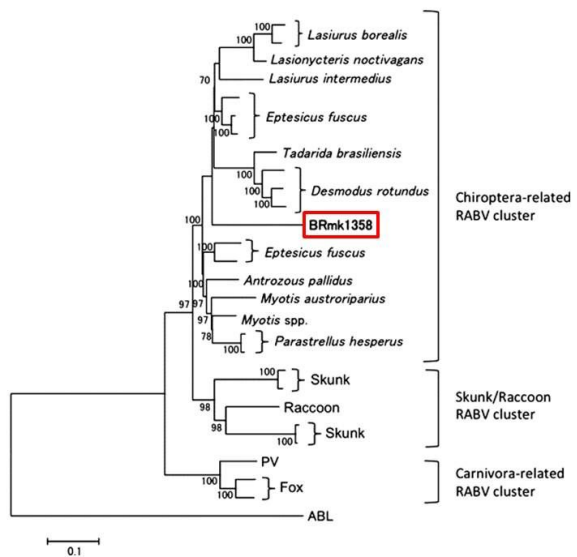 100
100
Lasiurus borealis
Lasionycteris noctivagans
70
Lasiurus intermedius
100
100
Eptesicus fuscus
Tadarida brasiliensis
100
100
100
Desmodus rotundus
BRmk1358
Chiroptera-related
RABV cluster
100
100
Eptesicus fuscus
100
Antrozous pallidus
97
97
Myotis austroriparius
97
Myotis spp.
78
100
Parastrellus hesperus
100
Skunk
98
Raccoon
98
100
Skunk
Skunk/Raccoon
RABV cluster
PV
100
100
Fox
Carnivora-related
RABV cluster
ABL
0.1